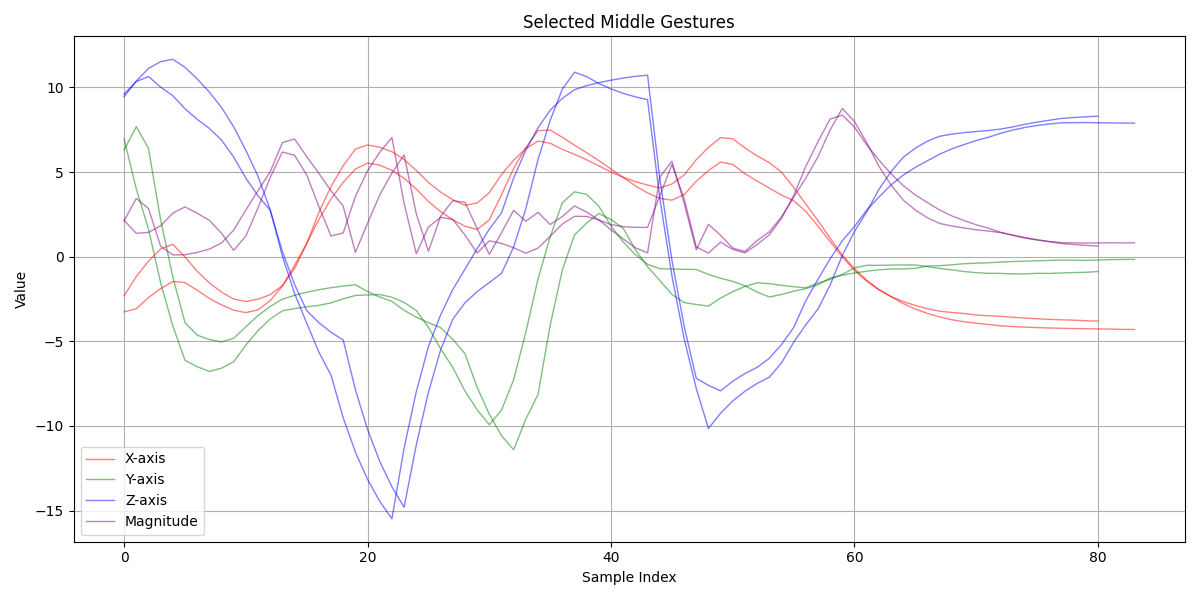 Selected Middle Gestures
Value
10
5
0
−5
−10
−15
X-axis
Y-axis
Z-axis
Magnitude
0 20 40 60 80
Sample Index